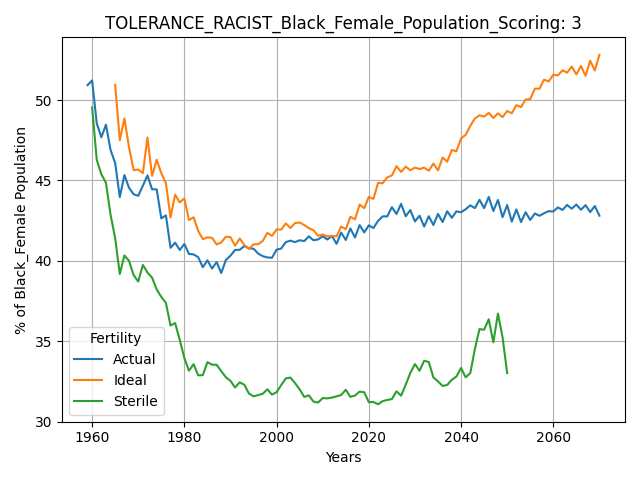 TOLERANCE_RACIST_Black_Female_Population_Scoring: 3
% of Black_Female Population
50
45
40
35
30
Fertility
Actual
Ideal
Sterile
1960
1980
2000
2020
2040
2060
Years